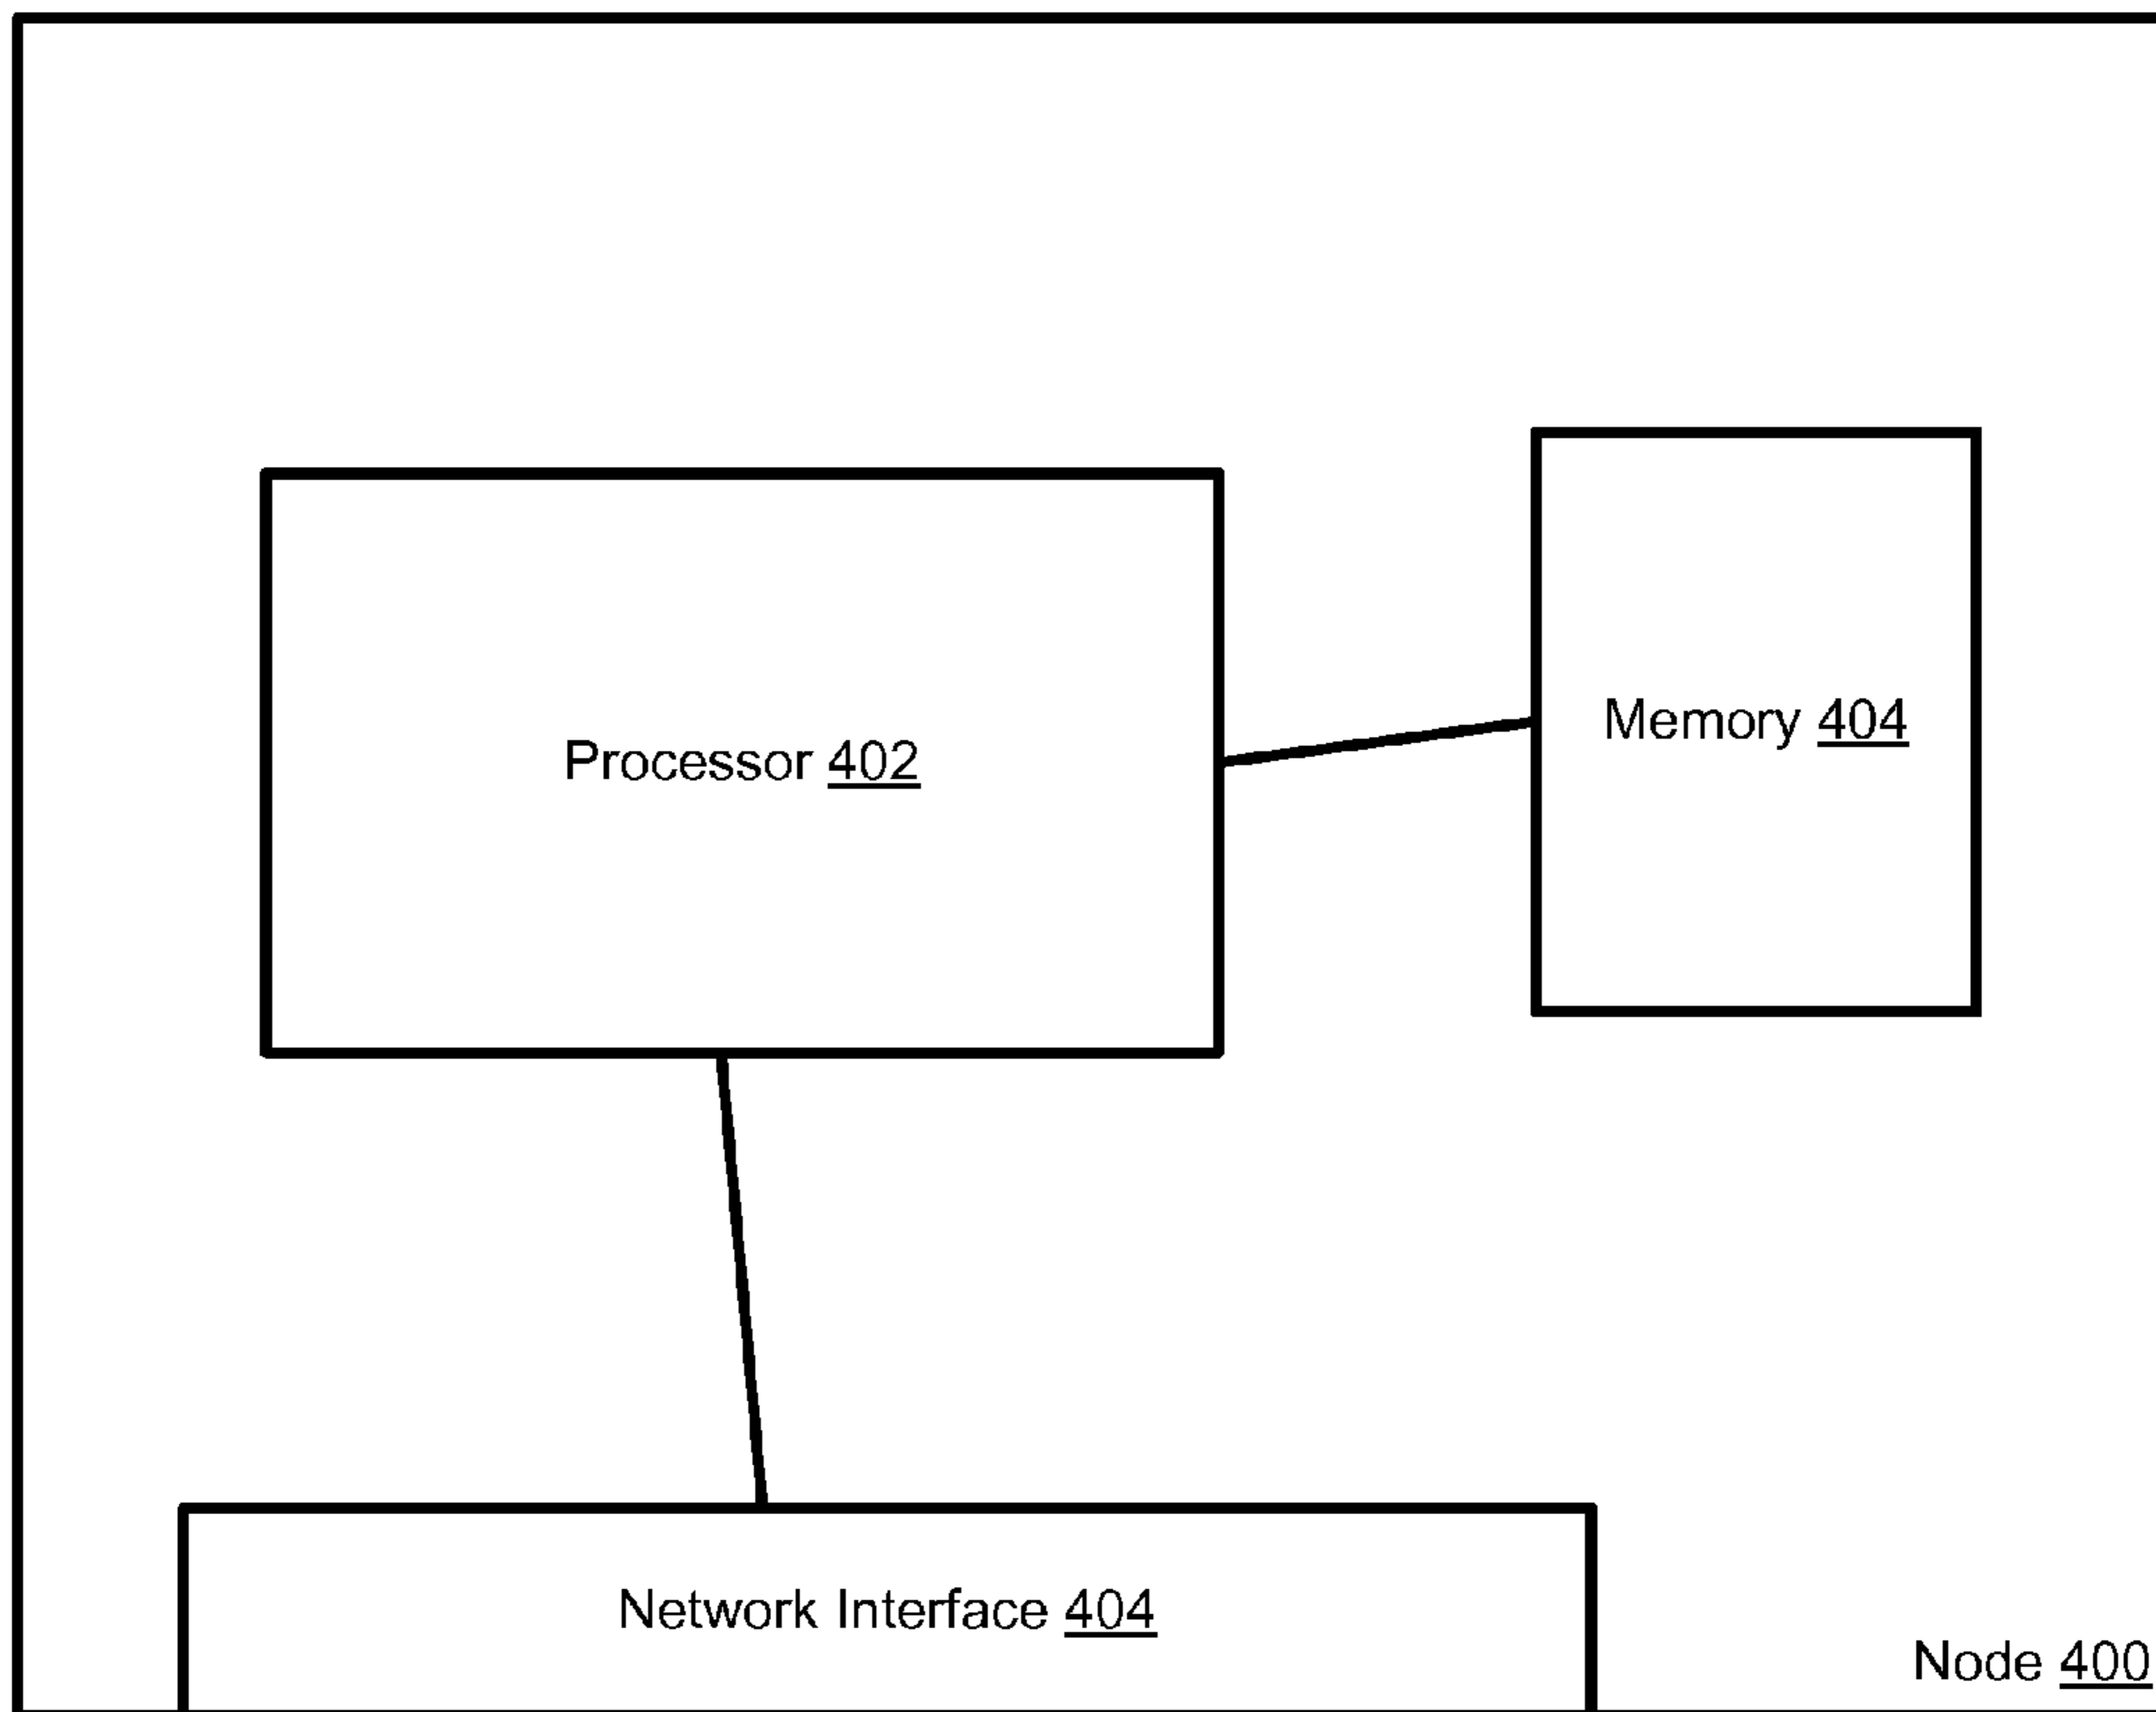 Memory 404
Processor 402
Network Interface 404
Node 400